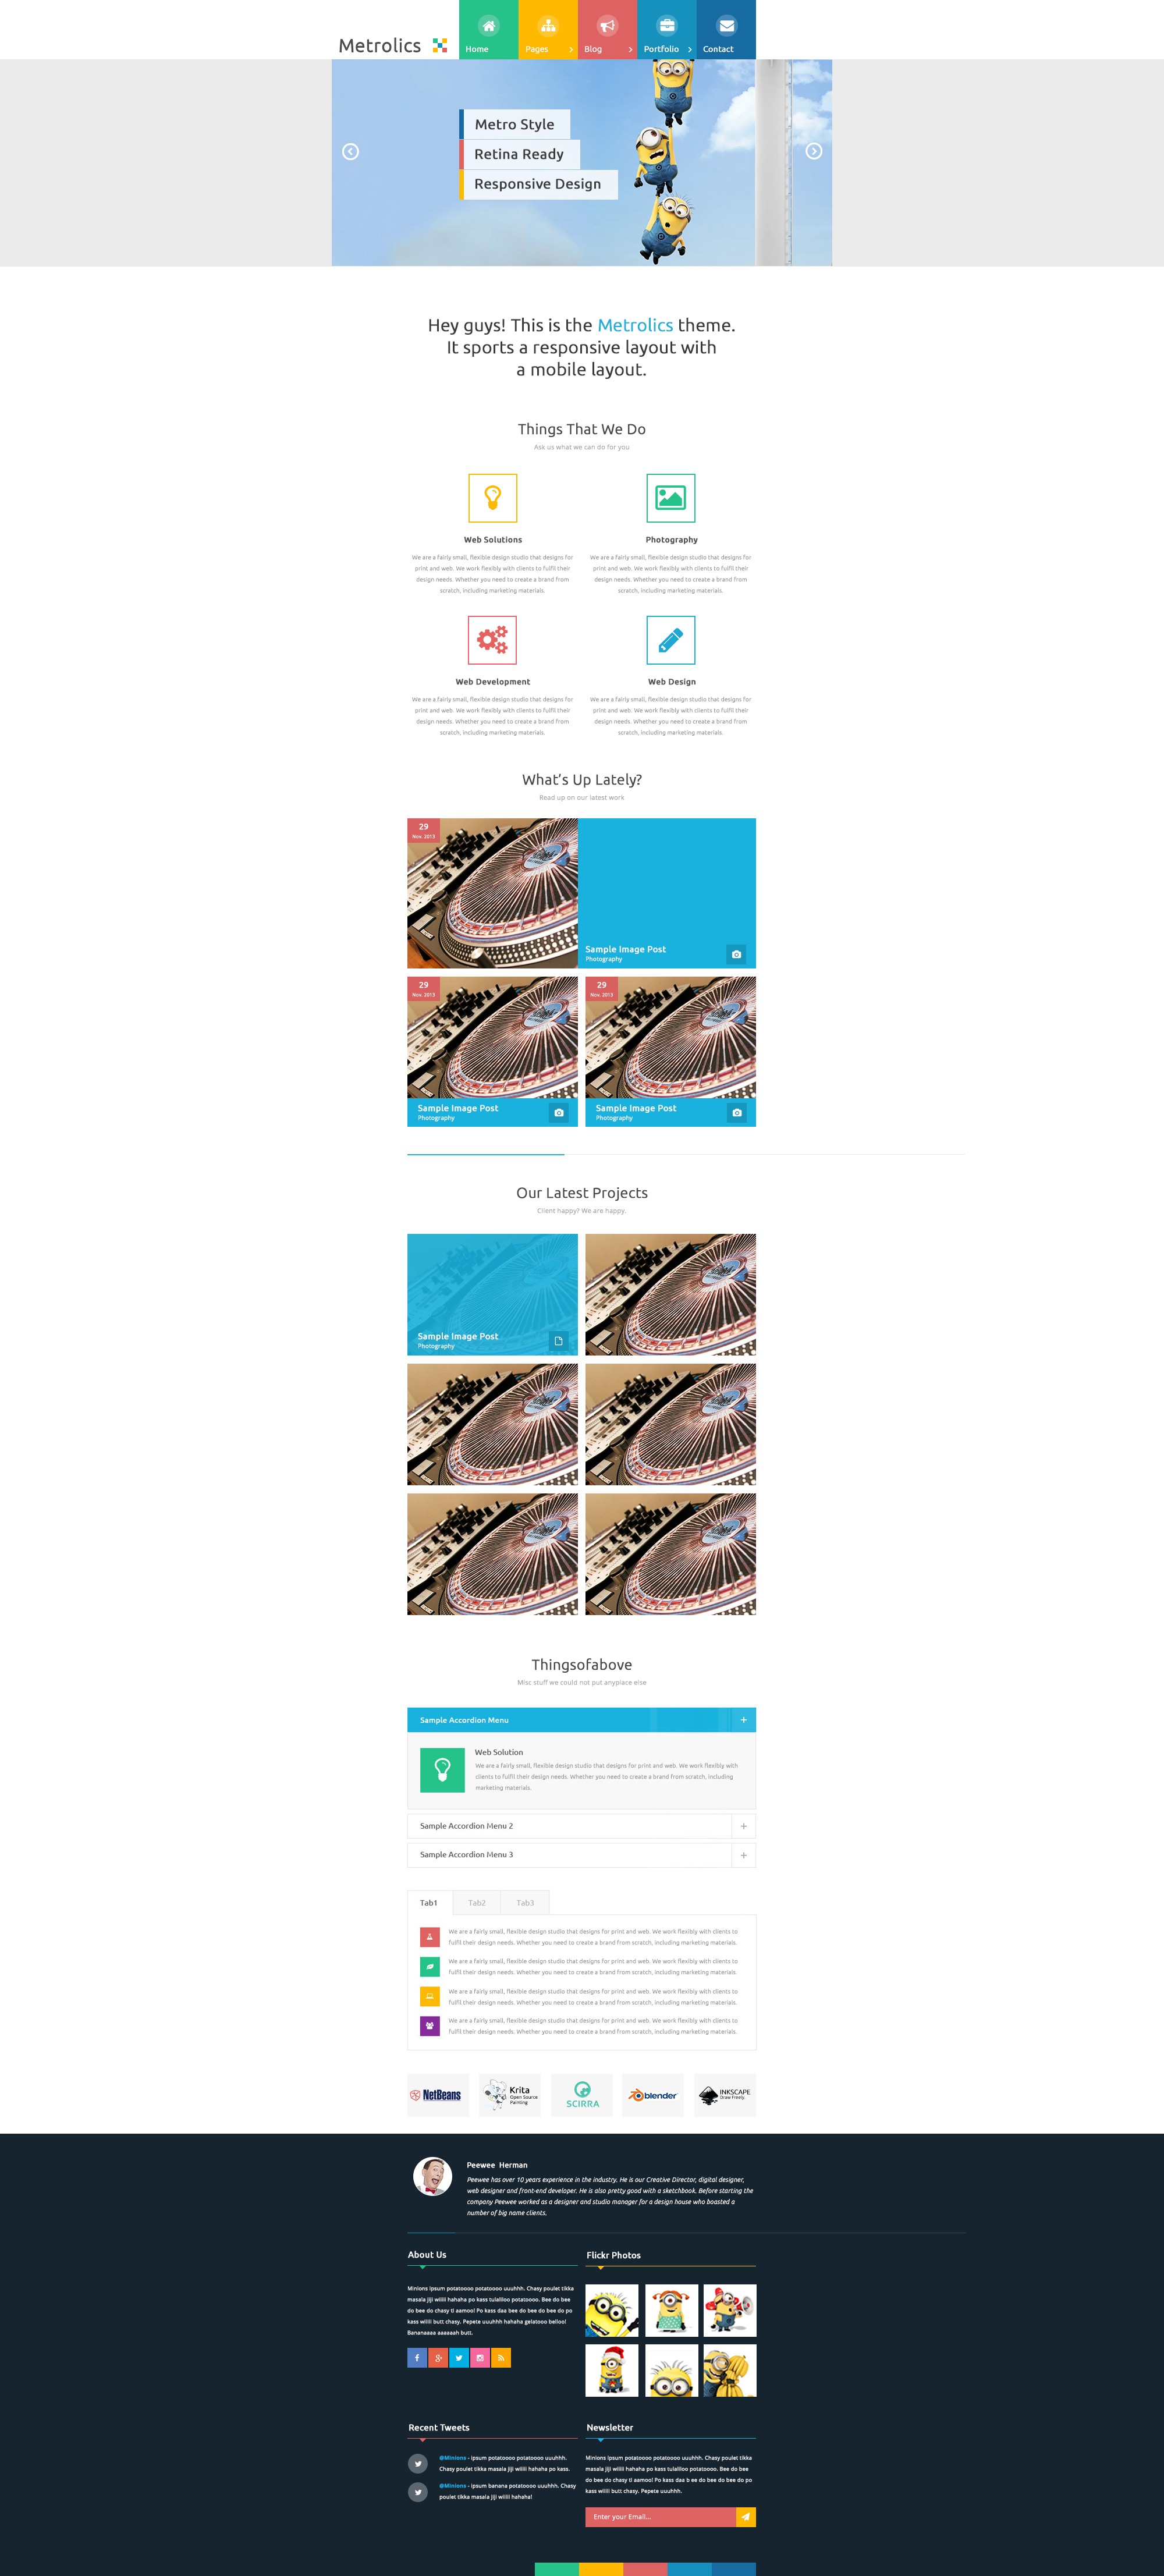 Metrolics
Home
Pages
Blog
Portfolio
Contact
Metro Style
Retina Ready
Responsive Design
Hey guys! This is the Metrolics theme.
It sports a responsive layout with
a mobile layout.
Things That We Do
Ask us what we can do for you
Web Solutions
We are a fairly small, flexible design studio that designs for
print and web. We work flexibly with clients to fulfil their
design needs. Whether you need to create a brand from
scratch, including marketing materials.
Photography
We are a fairly small, flexible design studio that designs for
print and web. We work flexibly with clients to fulfil their
design needs. Whether you need to create a brand from
scratch, including marketing materials.
Web Development
We are a fairly small, flexible design studio that designs for
print and web. We work flexibly with clients to fulfil their
design needs. Whether you need to create a brand from
scratch, including marketing materials.
Web Design
We are a fairly small, flexible design studio that designs for
print and web. We work flexibly with clients to fulfil their
design needs. Whether you need to create a brand from
scratch, including marketing materials.
What's Up Lately?
Read up on our latest work
29
Nov. 2013
Sample Image Post
Photography
29
Nov. 2013
Sample Image Post
Photography
29
Nov. 2013
Sample Image Post
Photography
Our Latest Projects
Client happy? We are happy.
Sample Image Post
Photography
Thingsofabove
Misc stuff we could not put anyplace else
Sample Accordion Menu
Web Solution
We are a fairly small, flexible design studio that designs for print and web. We work flexibly with
clients to fulfil their design needs. Whether you need to create a brand from scratch, including
marketing materials.
Sample Accordion Menu 2
Sample Accordion Menu 3
Tab1
Tab2
Tab3
We are a fairly small, flexible design studio that designs for print and web. We work flexibly with clients to
fulfil their design needs. Whether you need to create a brand from scratch, including marketing materials.
We are a fairly small, flexible design studio that designs for print and web. We work flexibly with clients to
fulfil their design needs. Whether you need to create a brand from scratch, including marketing materials.
We are a fairly small, flexible design studio that designs for print and web. We work flexibly with clients to
fulfil their design needs. Whether you need to create a brand from scratch, including marketing materials.
We are a fairly small, flexible design studio that designs for print and web. We work flexibly with clients to
fulfil their design needs. Whether you need to create a brand from scratch, including marketing materials.
NetBeans
Krita
Open Source
Painting
SCIRRA
blender
INKSCAPE
Draw Freely.
Peewee Herman
Peewee has over 10 years experience in the industry. He is our Creative Director, digital designer,
web designer and front-end developer. He is also pretty good with a sketchbook. Before starting the
company Peewee worked as a designer and studio manager for a design house who boasted a
number of big name clients.
About Us
Minions ipsum potatoooo potatoooo uuuhhh. Chasy poulet tikka
masala jiji wiiiii hahaha po kass tulaliloo potatoooo. Bee do bee
do bee do chasy ti aamoo! Po kass daa bee do bee do bee do po
kass wiiiii butt chasy. Pepete uuuhhh hahaha gelatooo belloo!
Bananaaaa aaaaaah butt.
Flickr Photos
Recent Tweets
@Minions - ipsum potatoooo potatoooo uuuhhh.
Chasy poulet tikka masala jiji wiiiii hahaha po kass.
@Minions - ipsum banana potatoooo uuuhhh. Chasy
poulet tikka masala jiji wiiiii hahaha!
Newsletter
Minions ipsum potatoooo potatoooo uuuhhh. Chasy poulet tikka
masala jiji wiiiii hahaha po kass tulaliloo potatoooo. Bee do bee
do bee do chasy ti aamoo! Po kass daa b ee do bee do bee do po
kass wiiiii butt chasy. Pepete uuuhhh.
Enter your Email...